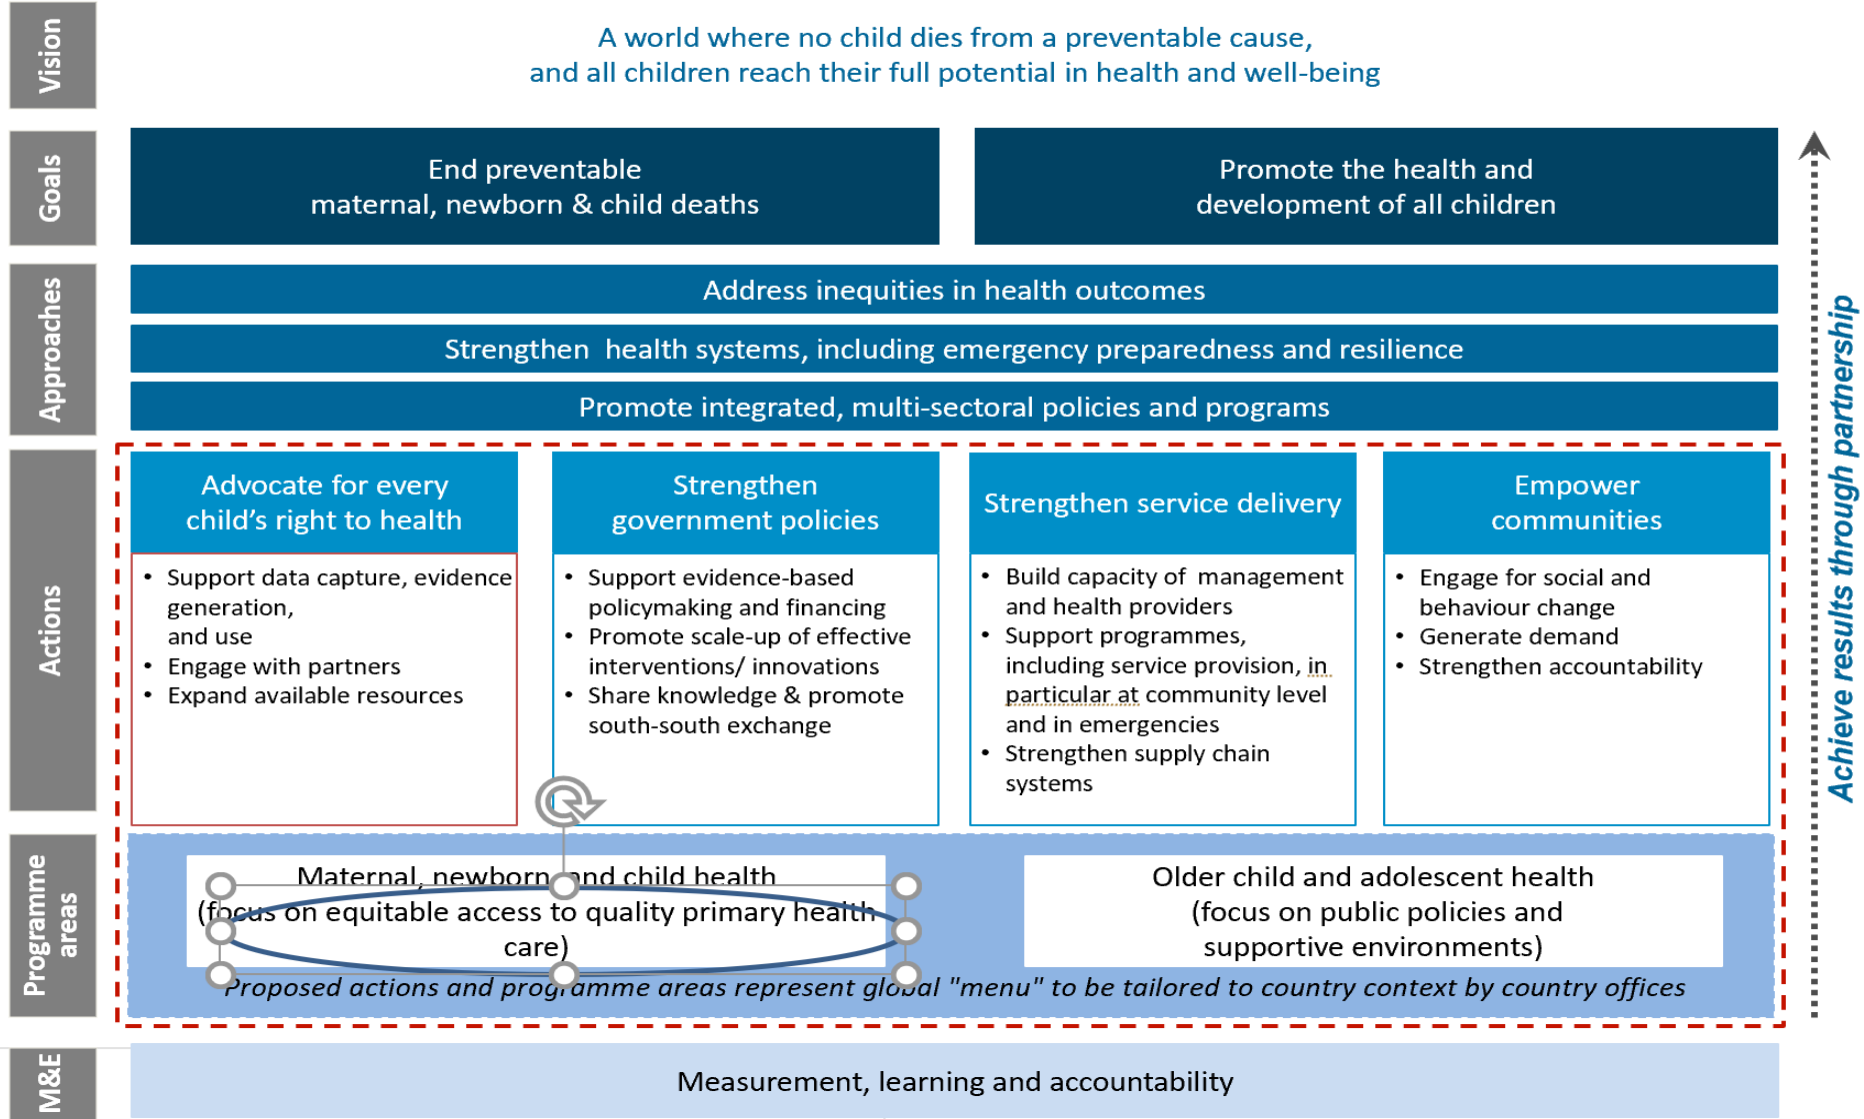 Vision
A world where no child dies from a preventable cause,
and all children reach their full potential in health and well-being
Goals
End preventable
maternal, newborn & child deaths
Promote the health and
development of all children
Approaches
Address inequities in health outcomes
Strengthen  health systems, including emergency preparedness and resilience
Promote integrated, multi-sectoral policies and programs
Actions
Advocate for every
child's right to health
• Support data capture, evidence
generation,
and use
• Engage with partners
• Expand available resources
Strengthen
government policies
• Support evidence-based
policymaking and financing
• Promote scale-up of effective
interventions/ innovations
• Share knowledge & promote
south-south exchange
Strengthen service delivery
• Build capacity of  management
and health providers
• Support programmes,
including service provision, in
particular at community level
and in emergencies
• Strengthen supply chain
systems
Empower
communities
• Engage for social and
behaviour change
• Generate demand
• Strengthen accountability
Programme
areas
Maternal, newborn and child health
(focus on equitable access to quality primary health
care)
Older child and adolescent health
(focus on public policies and
supportive environments)
Proposed actions and programme areas represent global "menu" to be tailored to country context by country offices
M&E
Measurement, learning and accountability
Achieve results through partnership